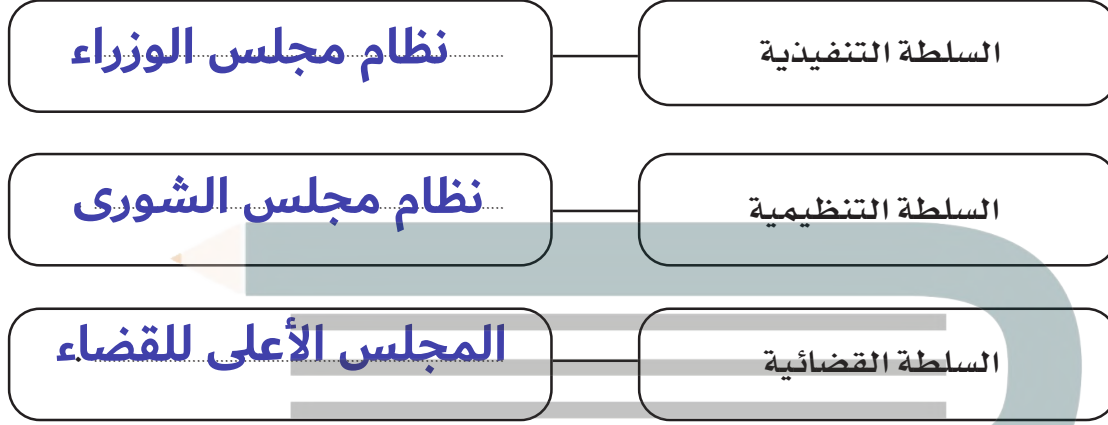 السلطة التنفيذية
نظام مجلس الوزراء
السلطة التنظيمية
نظام مجلس الشورى
السلطة القضائية
المجلس الأعلى للقضاء